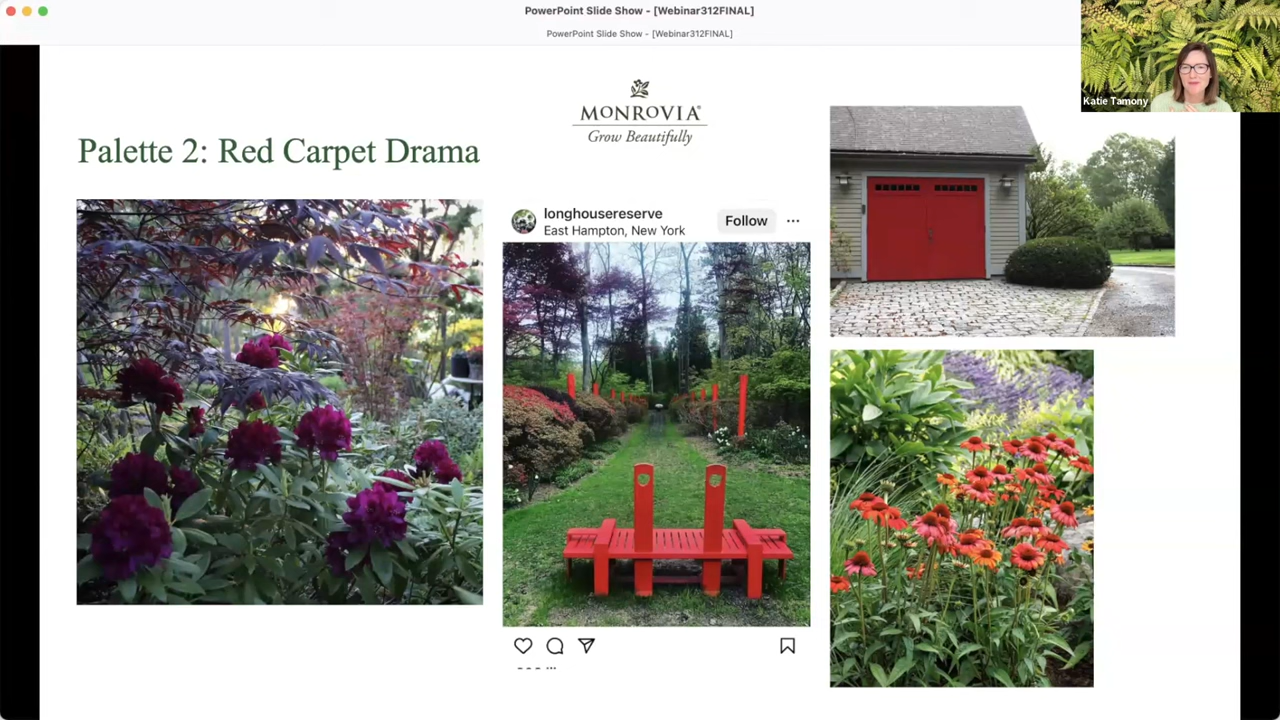 PowerPoint Slide Show - [Webinar312FINAL]
PowerPoint Slide Show - [Webinar312FINAL]
Katie Tamony
MONROVIA®
Grow Beautifully
Palette 2: Red Carpet Drama
longhousereserve
East Hampton, New York
Follow